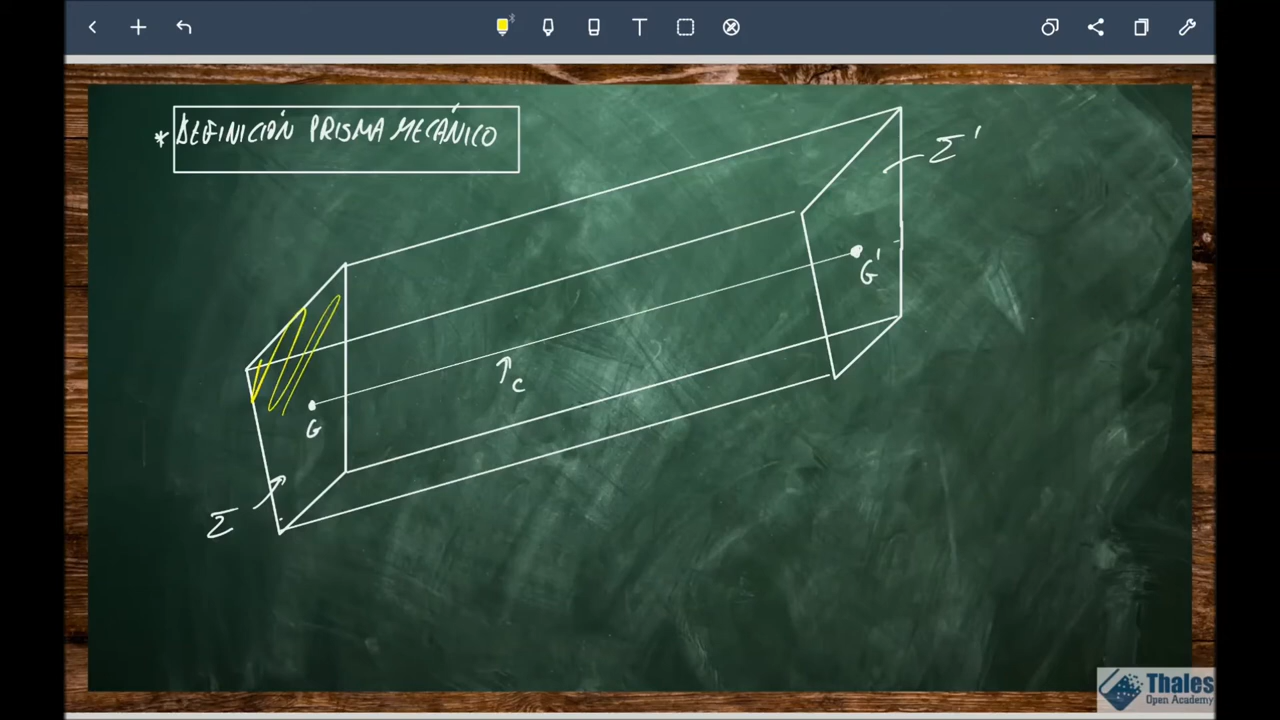 * DEFINICIÓN PRISMA MECÁNICO
Σ'
G'
C
G
Σ
T
Thales
Open Academy